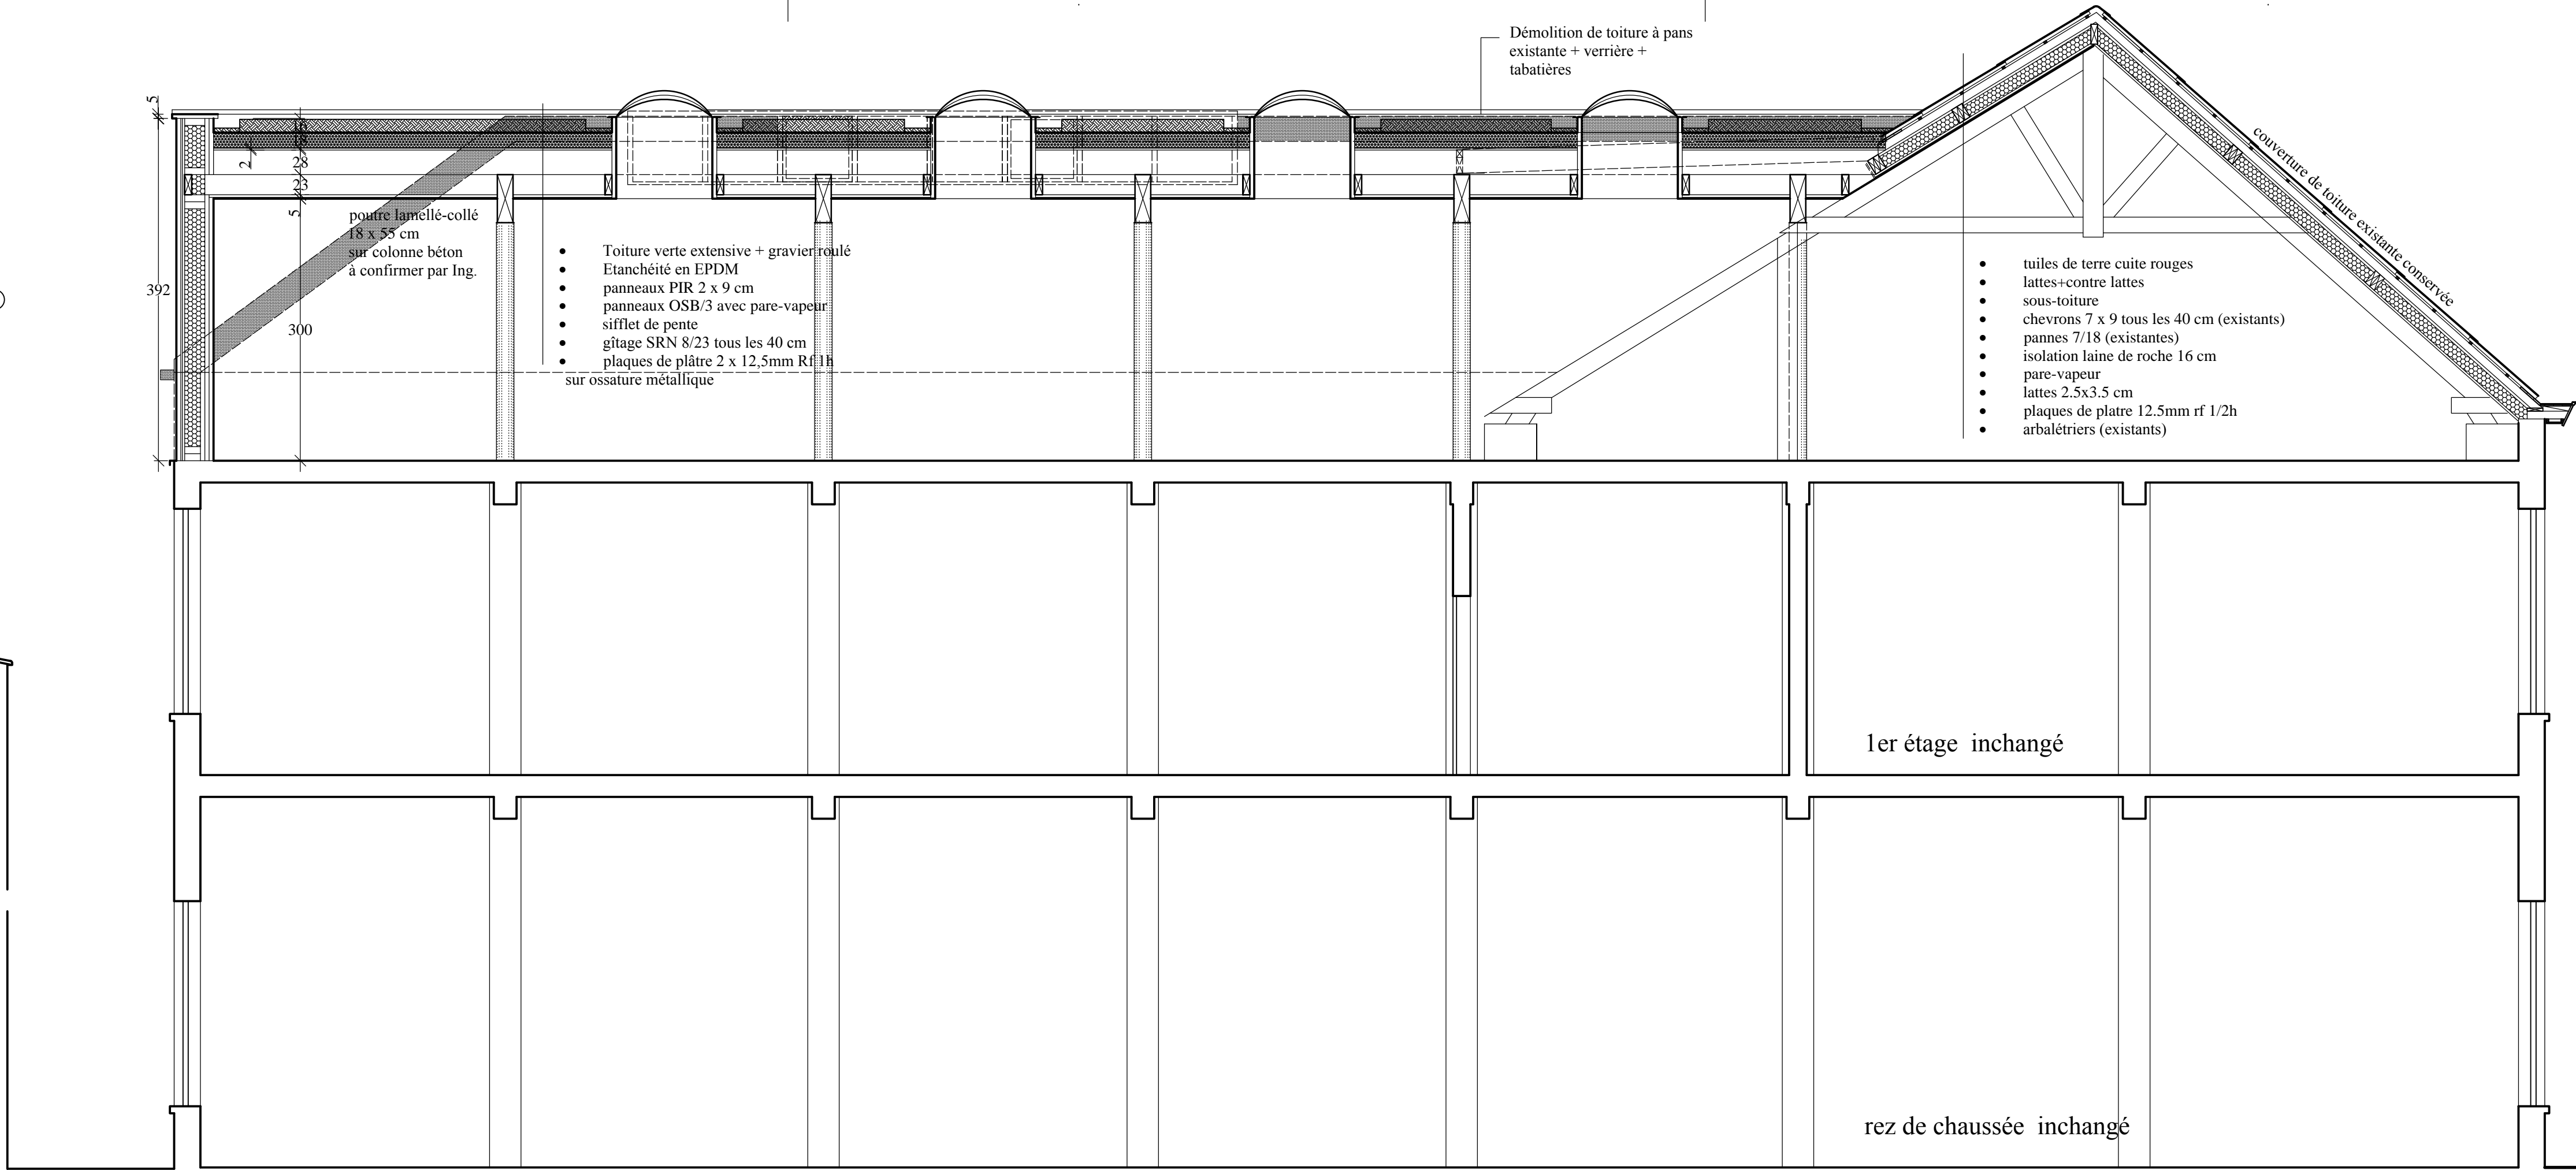 Démolition de toiture à pans
existante + verrière +
tabatières
5
16
2
28
23
5
392
300
poutre lamellé-collé
18 x 55 cm
sur colonne béton
à confirmer par Ing.
• Toiture verte extensive + gravier roulé
• Etanchéité en EPDM
• panneaux PIR 2 x 9 cm
• panneaux OSB/3 avec pare-vapeur
• sifflet de pente
• gîtage SRN 8/23 tous les 40 cm
• plaques de plâtre 2 x 12,5mm Rf 1h
sur ossature métallique
couverture de toiture existante conservée
• tuiles de terre cuite rouges
• lattes+contre lattes
• sous-toiture
• chevrons 7 x 9 tous les 40 cm (existants)
• pannes 7/18 (existantes)
• isolation laine de roche 16 cm
• pare-vapeur
• lattes 2.5x3.5 cm
• plaques de platre 12.5mm rf 1/2h
• arbalétriers (existants)
1er étage inchangé
rez de chaussée inchangé